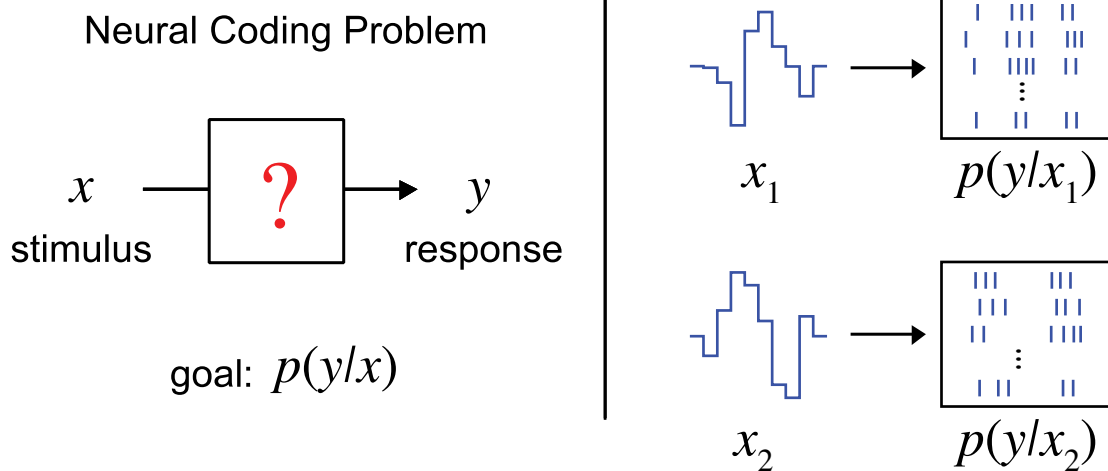 Neural Coding Problem
x
?
y
stimulus
response
goal: p(y/x)
x₁
p(y/x₁)
x₂
p(y/x₂)